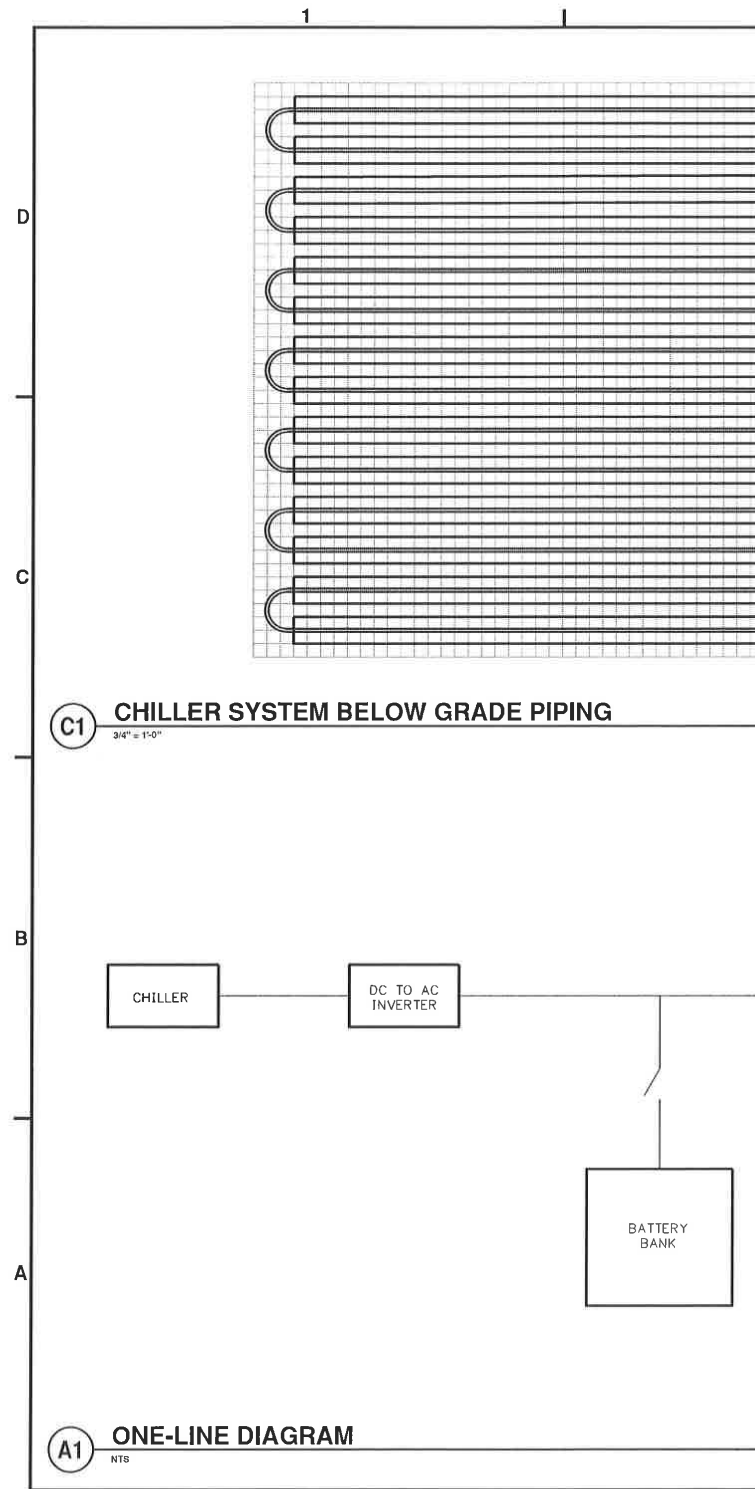 1
D
C
C1 CHILLER SYSTEM BELOW GRADE PIPING
3/4" = 1'-0"
B
CHILLER
DC TO AC
INVERTER
BATTERY
BANK
A
A1 ONE-LINE DIAGRAM
NTS